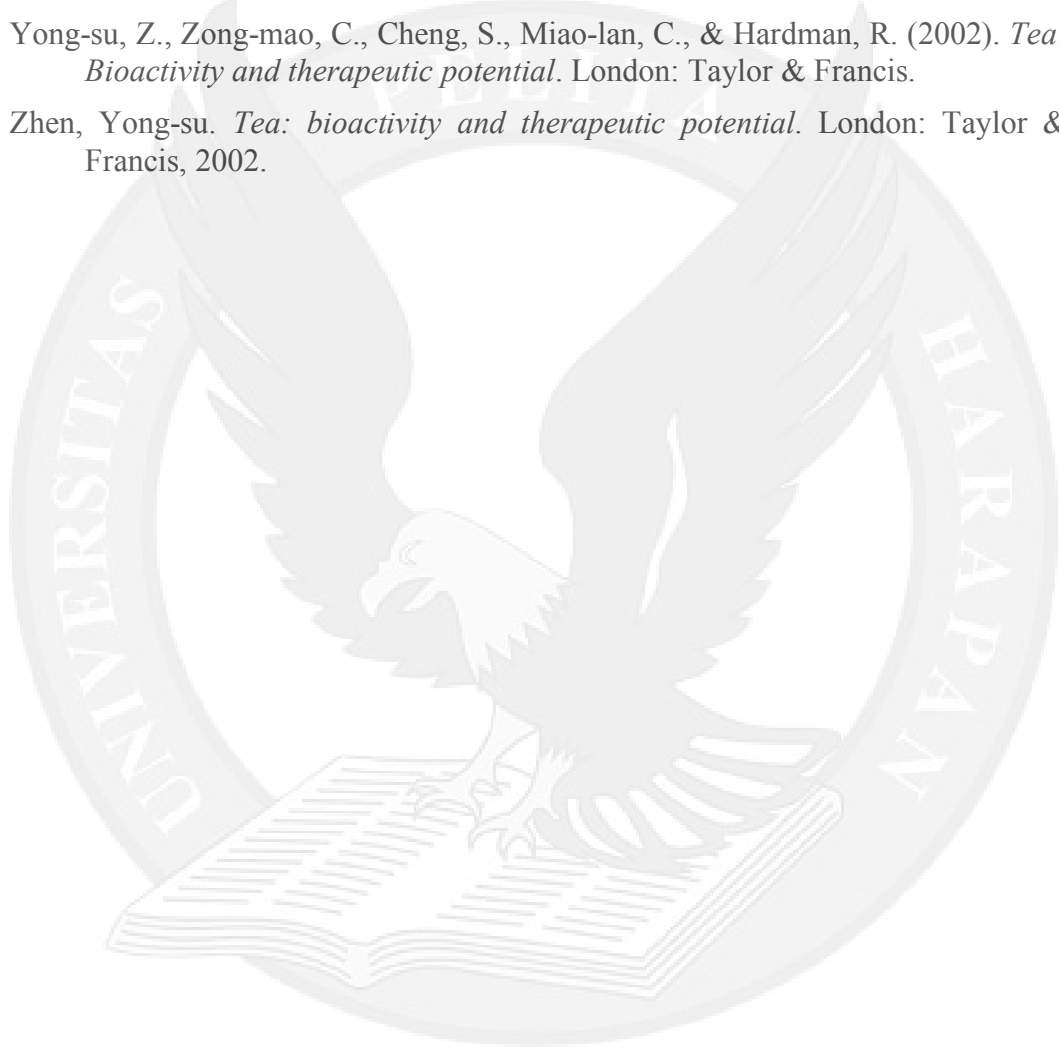 Yong-su, Z., Zong-mao, C., Cheng, S., Miao-lan, C., & Hardman, R. (2002). Tea:
Bioactivity and therapeutic potential. London: Taylor & Francis.
Zhen, Yong-su. Tea: bioactivity and therapeutic potential. London: Taylor &
Francis, 2002.
UNIVERSITAS PELITA HARAPAN